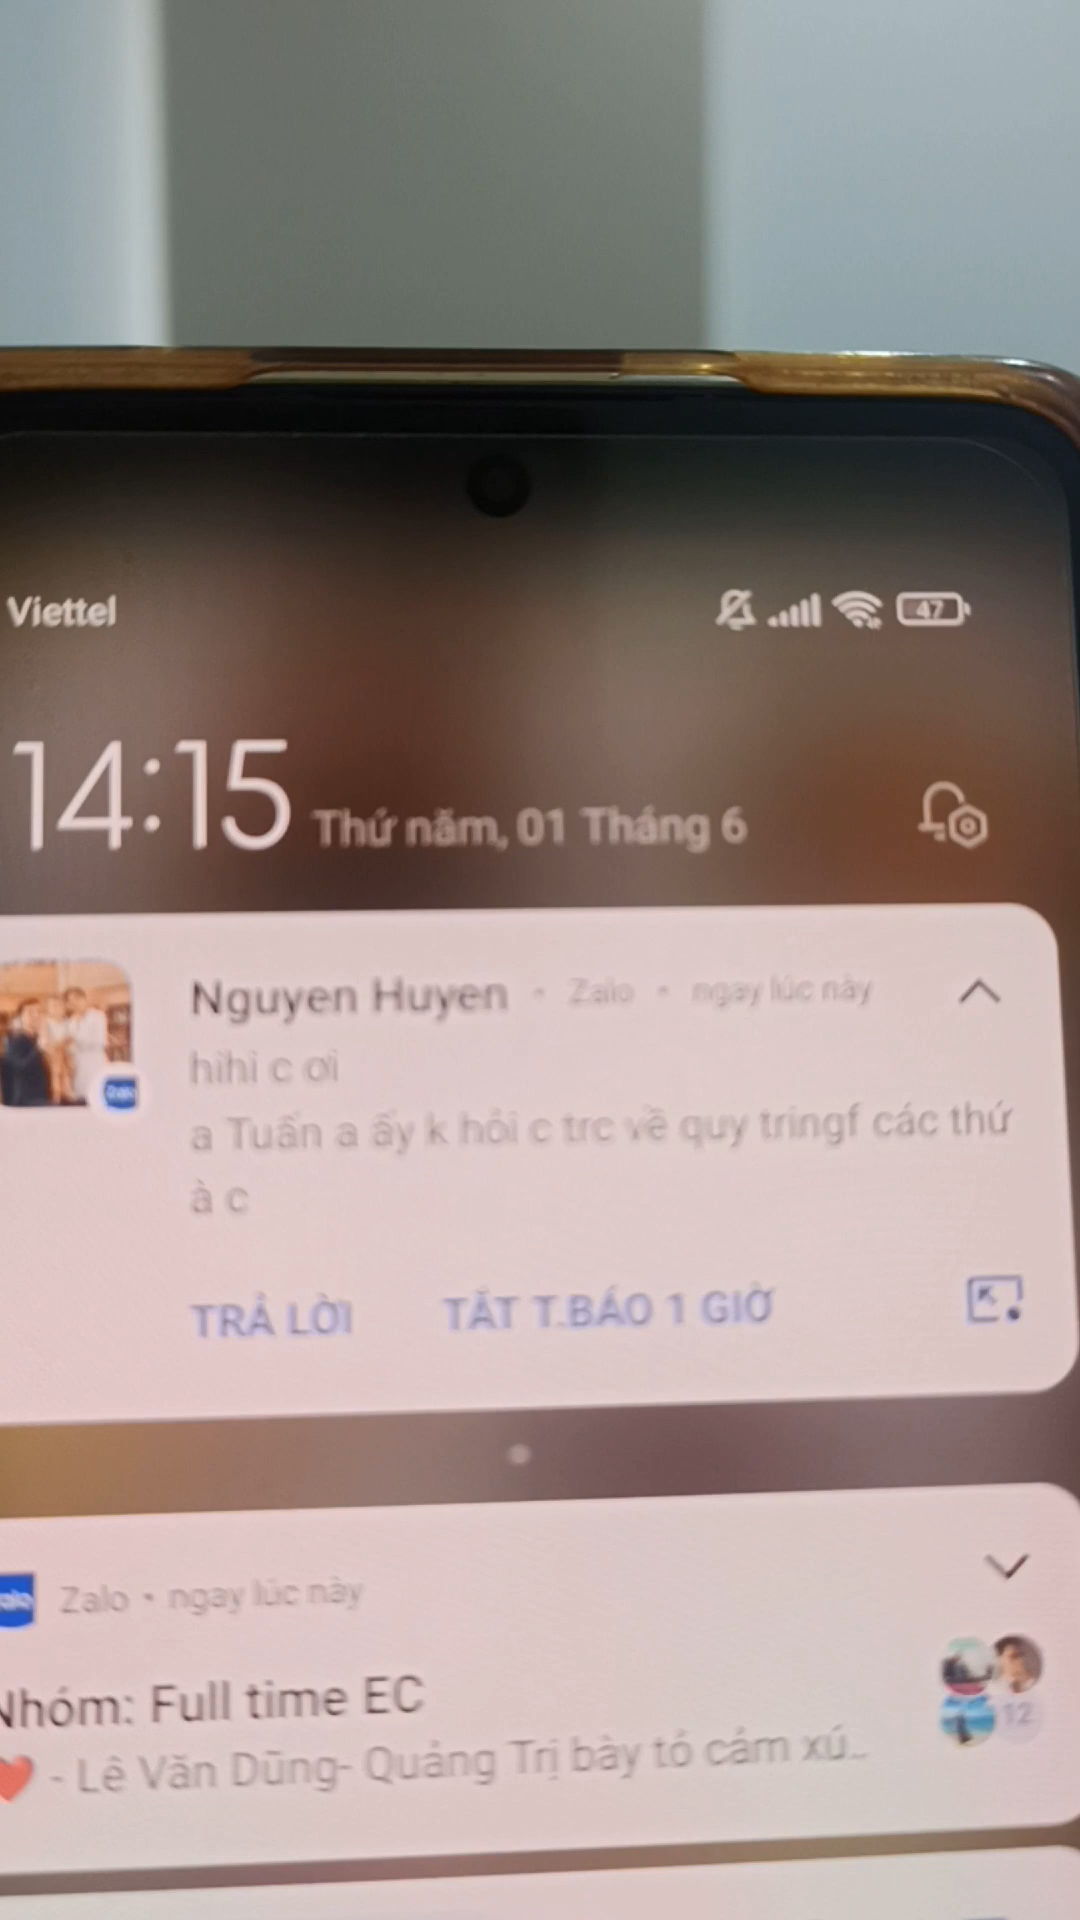 Viettel
47
14:15 Thứ năm, 01 Tháng 6
Nguyen Huyen • Zalo • ngay lúc này
hihi c ơi
a Tuấn a ấy k hỏi c trc về quy tringf các thứ
à c
TRẢ LỜI TẮT T.BÁO 1 GIỜ
Zalo • ngay lúc này
Nhóm: Full time EC
12
❤️ - Lê Văn Dũng- Quảng Trị bày tỏ cảm xú..